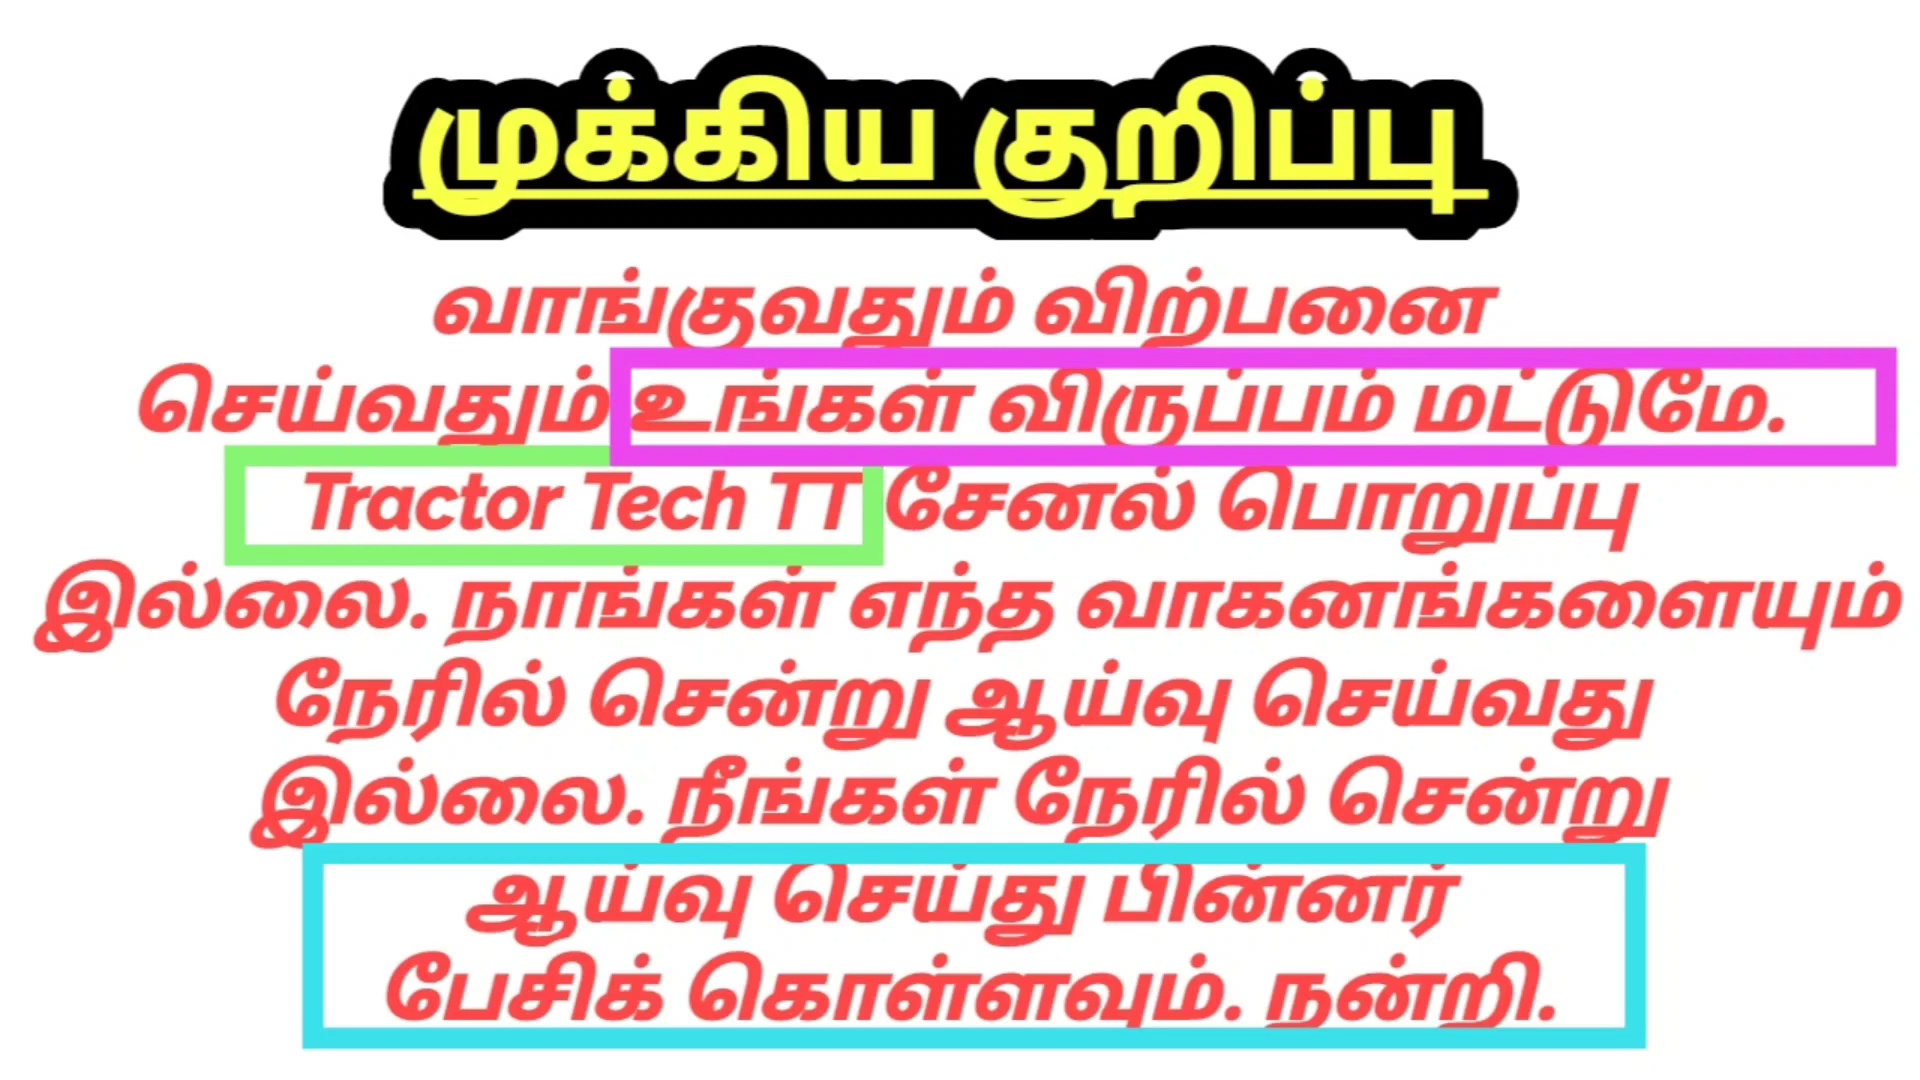 முக்கிய குறிப்பு
வாங்குவதும் விற்பனை
செய்வதும் உங்கள் விருப்பம் மட்டுமே.
Tractor Tech TT சேனல் பொறுப்பு
இல்லை. நாங்கள் எந்த வாகனங்களையும்
நேரில் சென்று ஆய்வு செய்வது
இல்லை. நீங்கள் நேரில் சென்று
ஆய்வு செய்து பின்னர்
பேசிக் கொள்ளவும். நன்றி.